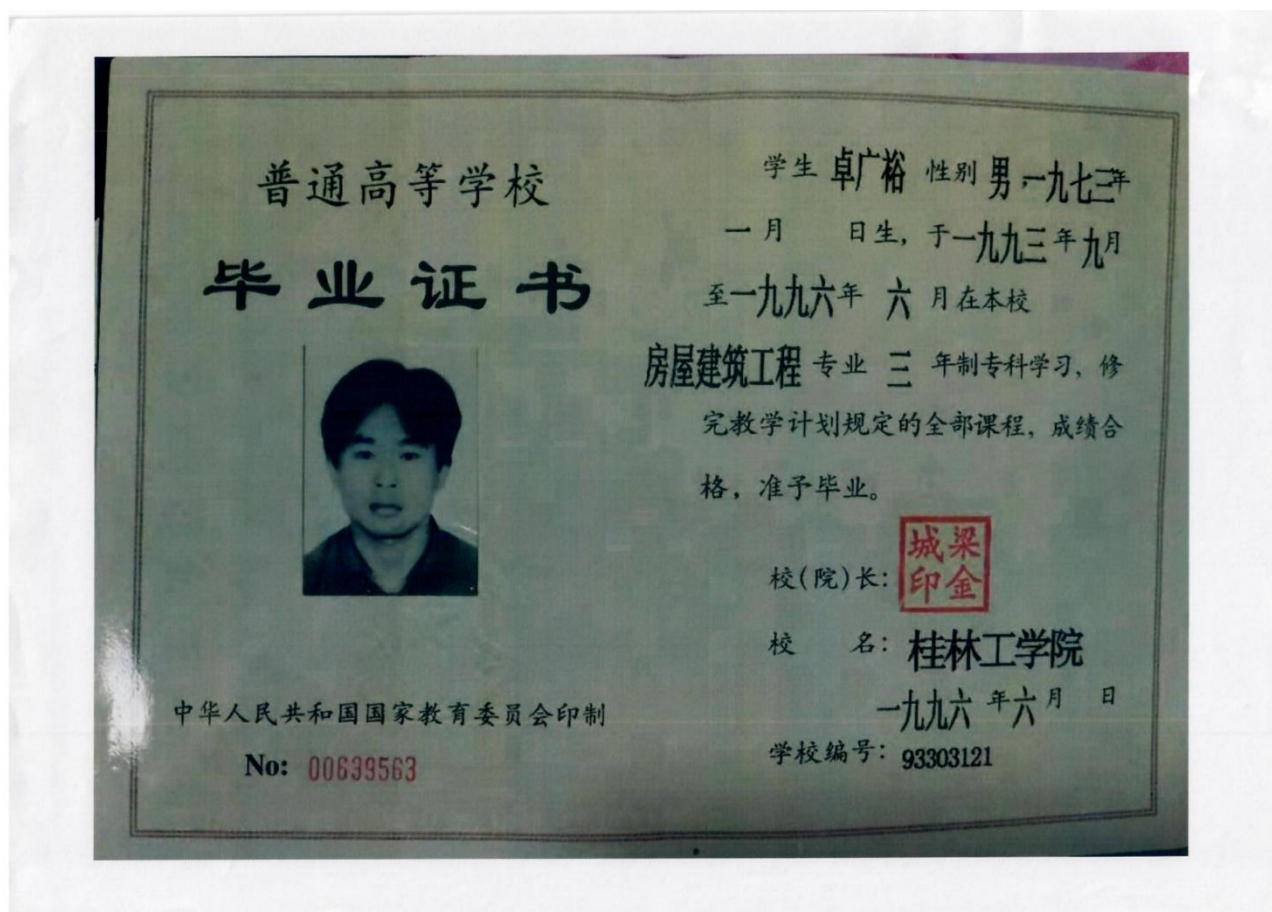 普通高等学校
毕业证书
中华人民共和国国家教育委员会印制
No: 00639563
学生 卓广裕 性别 男,一九七三年
一月 日生,于一九九三年九月
至一九九六年 六 月在本校
房屋建筑工程 专业 三 年制专科学习,修
完教学计划规定的全部课程,成绩合
格,准予毕业。
校(院)长: 梁金城印
校 名: 桂林工学院
一九九六 年六月 日
学校编号: 93303121